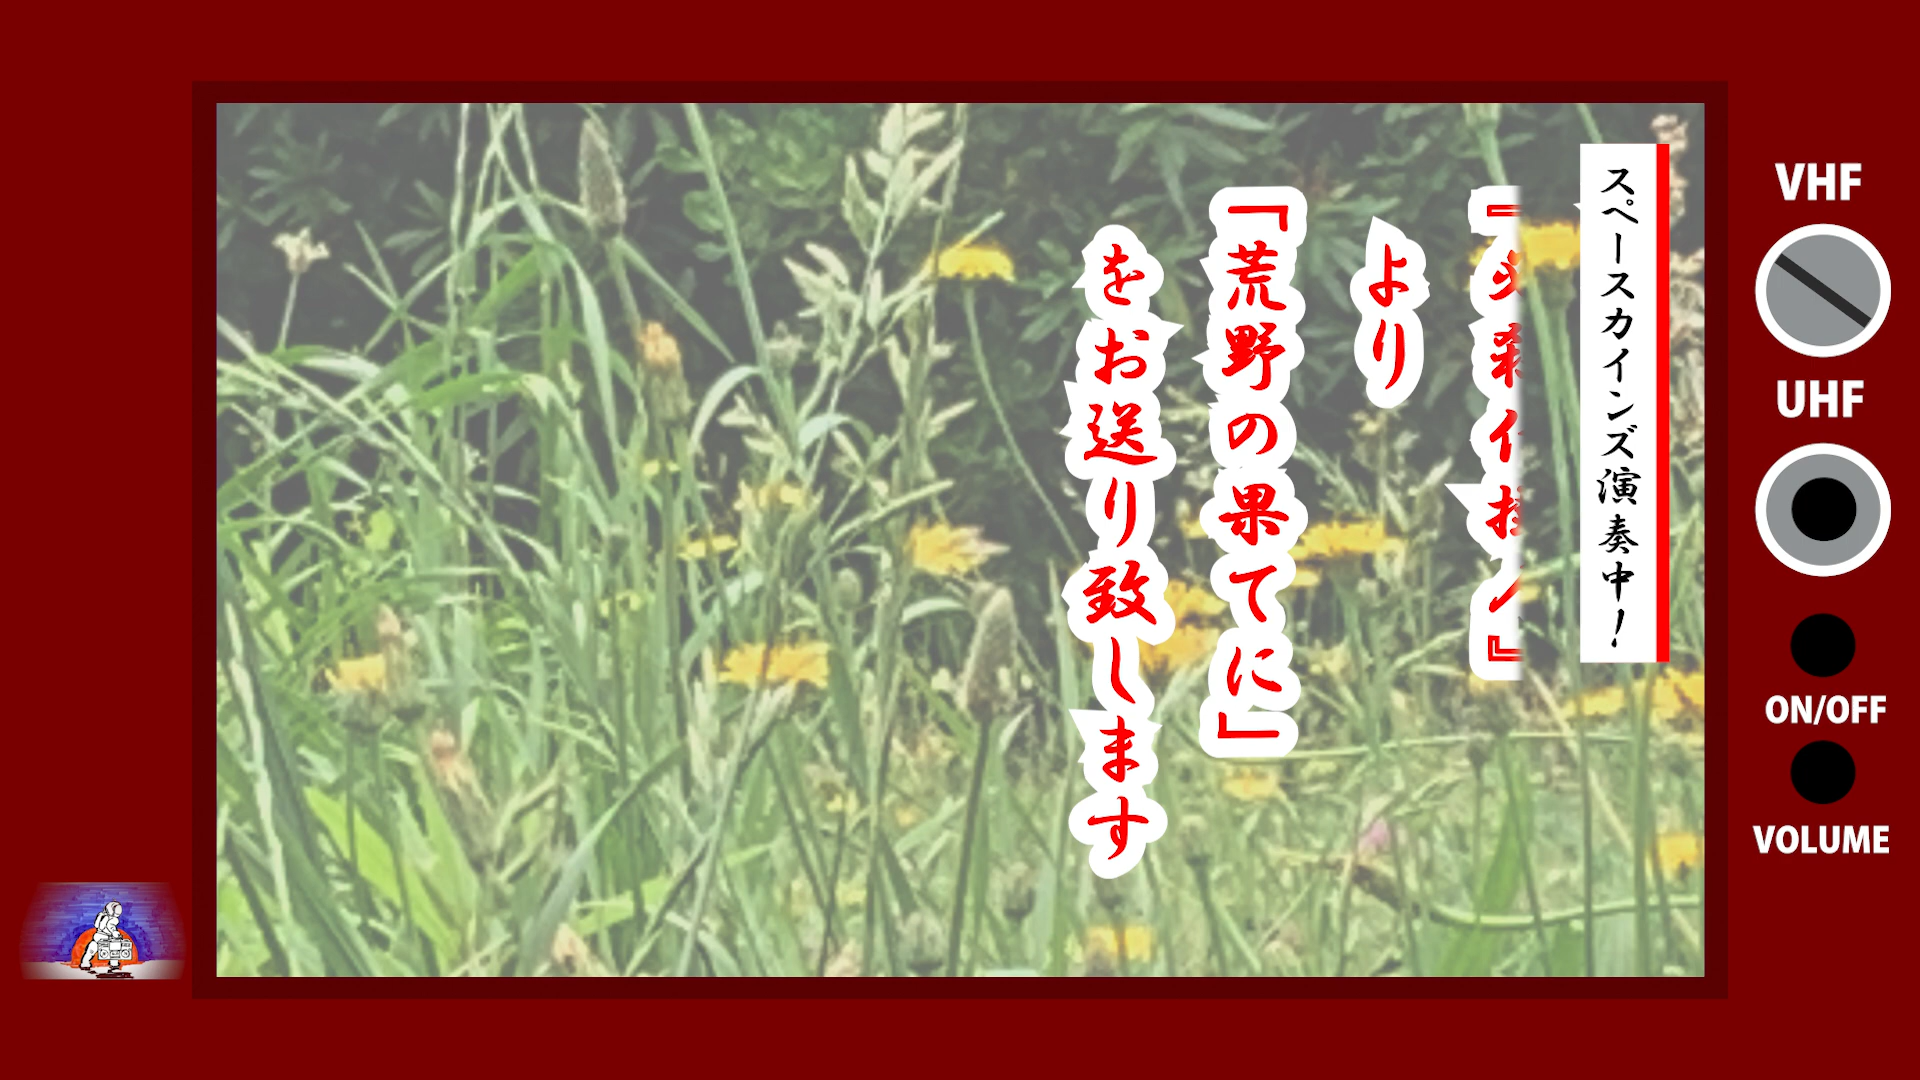 スペースカインズ演奏中！
より
「荒野の果てに」
をお送り致します
VHF
UHF
ON/OFF
VOLUME